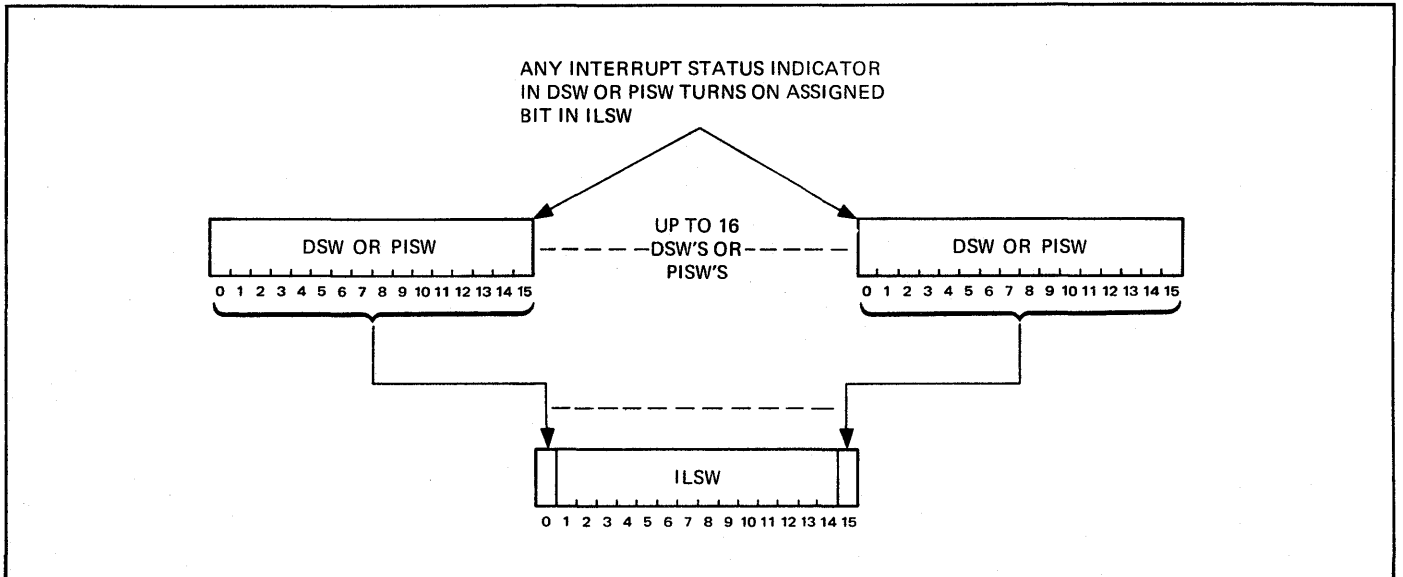 ANY INTERRUPT STATUS INDICATOR
IN DSW OR PISW TURNS ON ASSIGNED
BIT IN ILSW
DSW OR PISW
UP TO 16
DSW'S OR
PISW'S
DSW OR PISW
0 1 2 3 4 5 6 7 8 9 10 11 12 13 14 15
0 1 2 3 4 5 6 7 8 9 10 11 12 13 14 15
ILSW
0 1 2 3 4 5 6 7 8 9 10 11 12 13 14 15